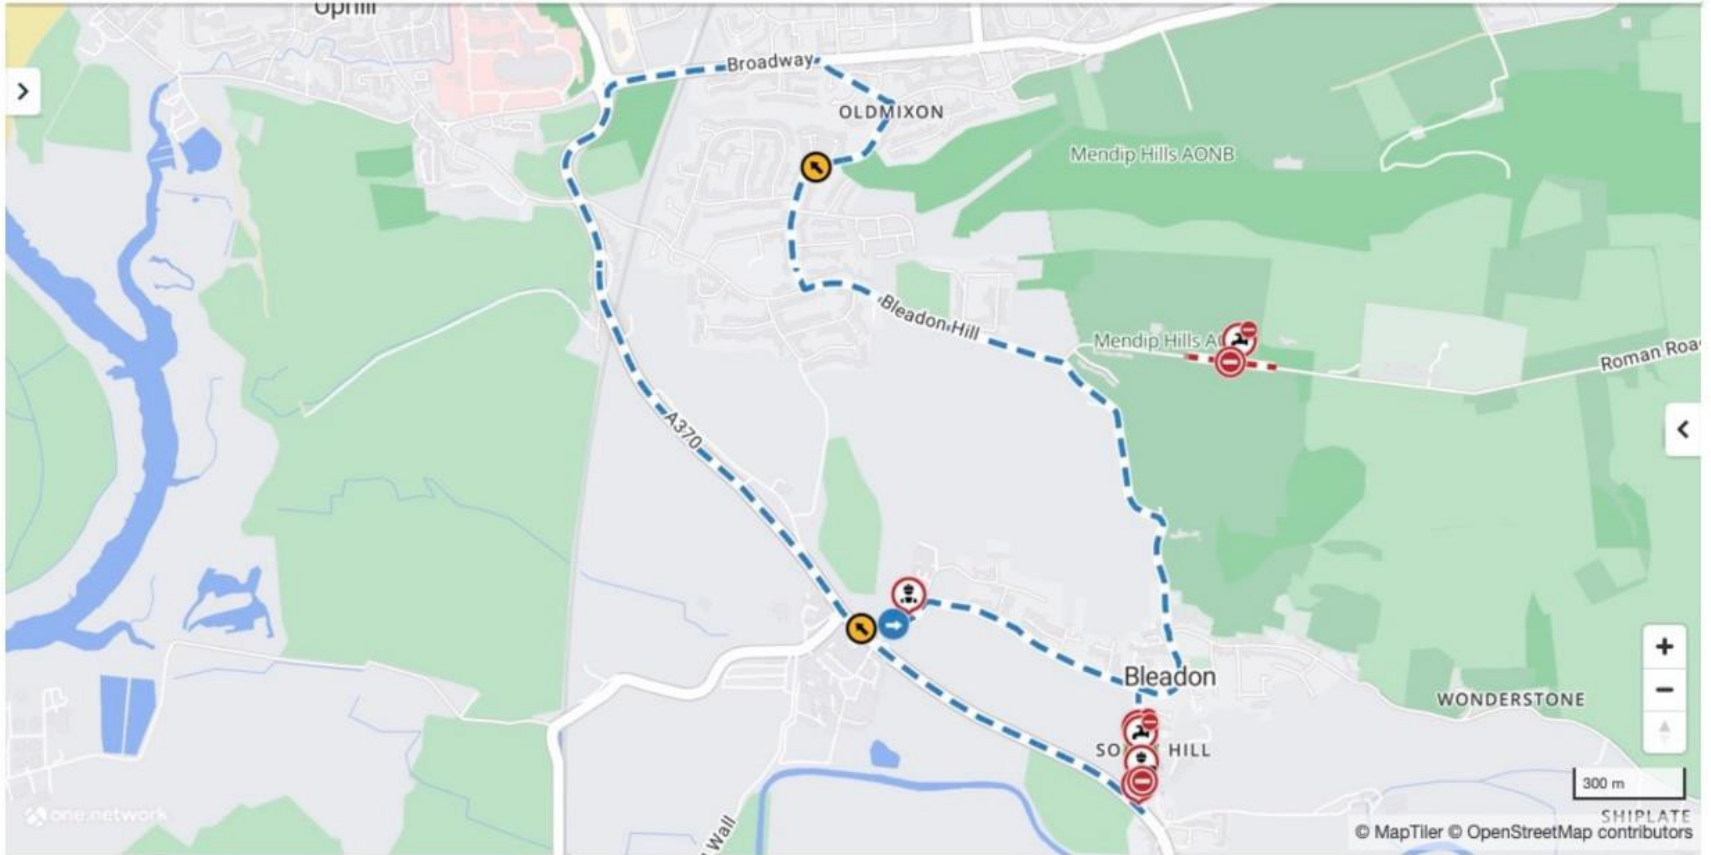 Uphill
Broadway
OLDMIXON
Mendip Hills AONB
Bleadon Hill
Mendip Hills A
Roman Roa
A370
Bleadon
WONDERSTONE
SO HILL
300 m
SHIPLATE
one.network
Wall
© MapTiler © OpenStreetMap contributors